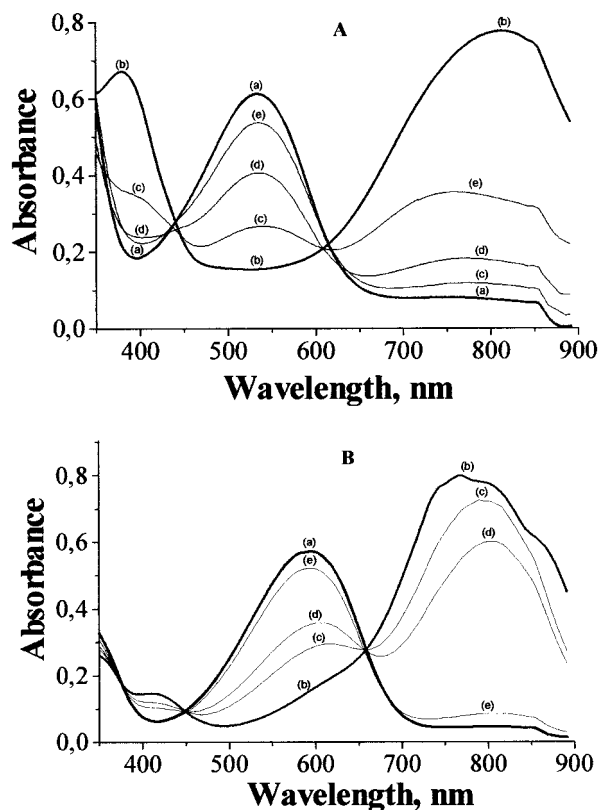 A
0,8
0,6
0,4
0,2
0,0
Absorbance
(b)
(a)
(b)
(e)
(d)
(c)
(d)
(a)
(c)
(b)
(e)
(d)
(c)
(a)
400 500 600 700 800 900
Wavelength, nm
B
0,8
0,6
0,4
0,2
0,0
Absorbance
(b)
(c)
(d)
(a)
(e)
(d)
(c)
(b)
(e)
400 500 600 700 800 900
Wavelength, nm